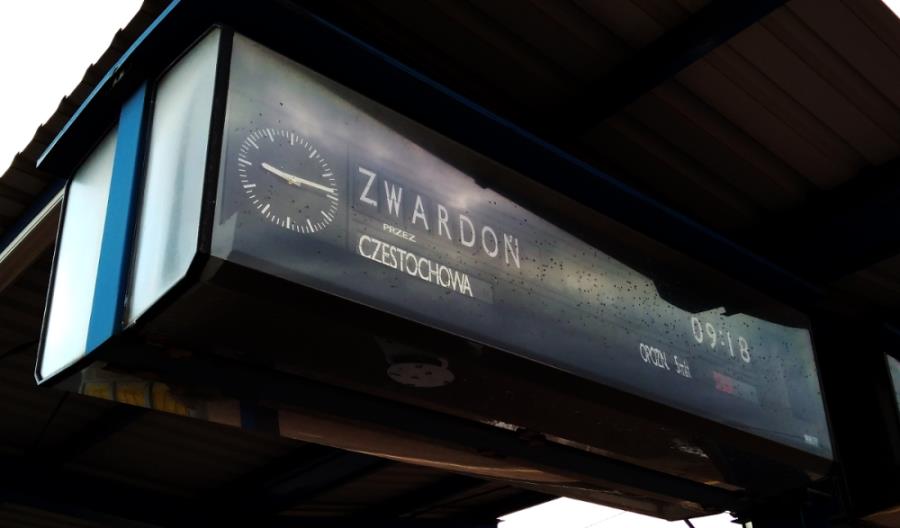 ZWARDOŃ
PRZEZ
CZESTOCHOWA
09:18